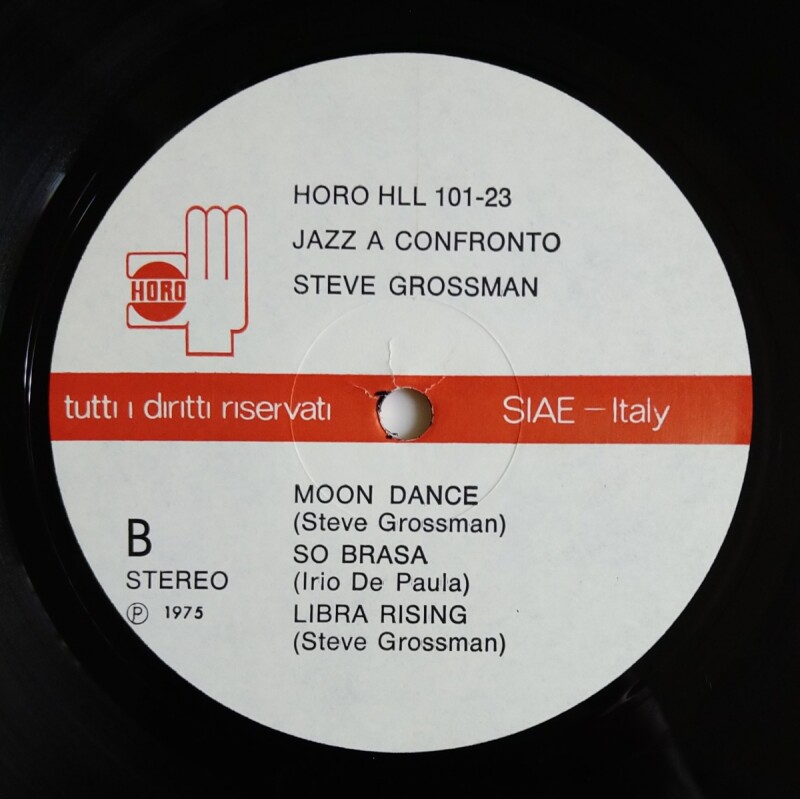 HORO HLL 101-23
JAZZ A CONFRONTO
STEVE GROSSMAN
HORO
tutti i diritti riservati
SIAE – Italy
MOON DANCE
(Steve Grossman)
SO BRASA
(Irio De Paula)
LIBRA RISING
(Steve Grossman)
B
STEREO
Ⓟ 1975